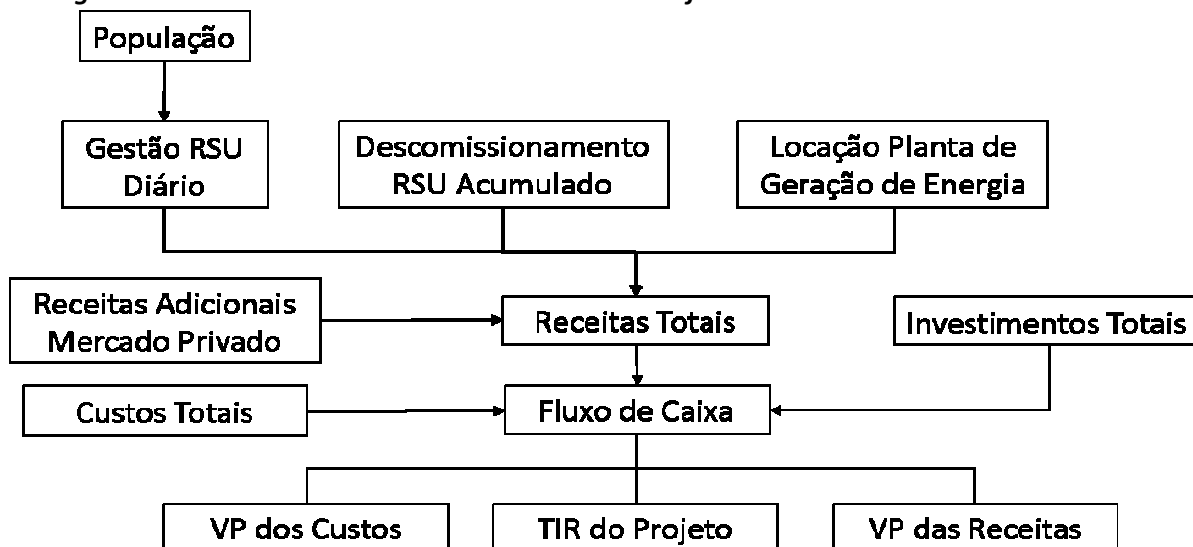 População
Gestão RSU
Diário
Descomissionamento
RSU Acumulado
Locação Planta de
Geração de Energia
Receitas Adicionais
Mercado Privado
Receitas Totais
Investimentos Totais
Custos Totais
Fluxo de Caixa
VP dos Custos
TIR do Projeto
VP das Receitas